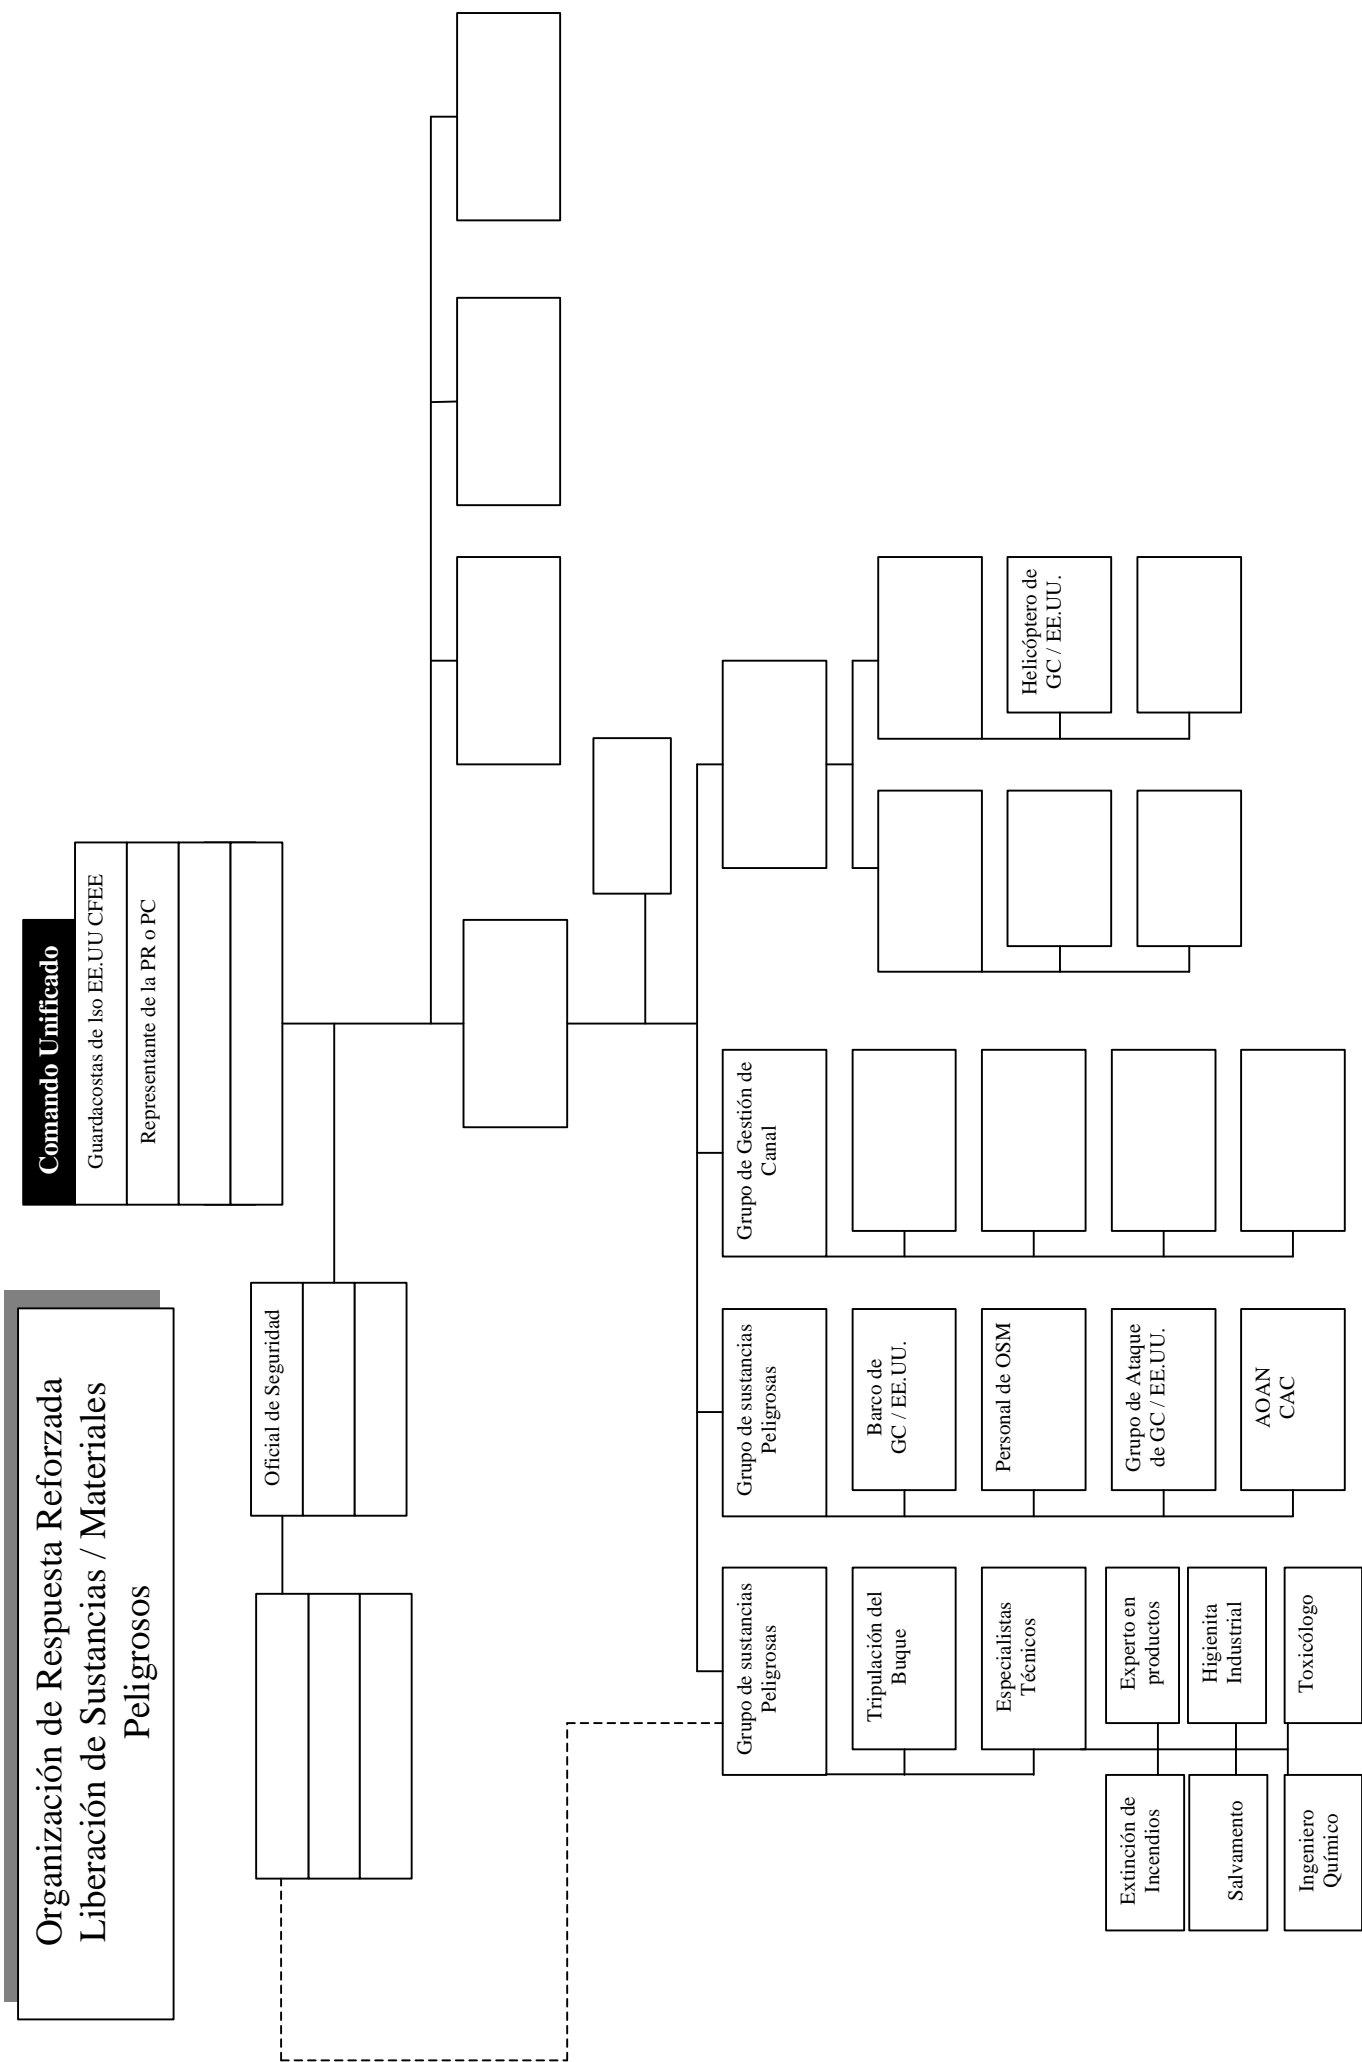 Organización de Respuesta Reforzada
Liberación de Sustancias / Materiales
Peligrosos
Comando Unificado
Guardacostas de lso EE.UU CFEE
Representante de la PR o PC
Oficial de Seguridad
Grupo de sustancias
Peligrosas
Tripulación del
Buque
Especialistas
Técnicos
Extinción de
Incendios
Experto en
productos
Salvamento
Higienita
Industrial
Ingeniero
Químico
Toxicólogo
Grupo de sustancias
Peligrosas
Barco de
GC / EE.UU.
Personal de OSM
Grupo de Ataque
de GC / EE.UU.
AOAN
CAC
Grupo de Gestión de
Canal
Helicóptero de
GC / EE.UU.